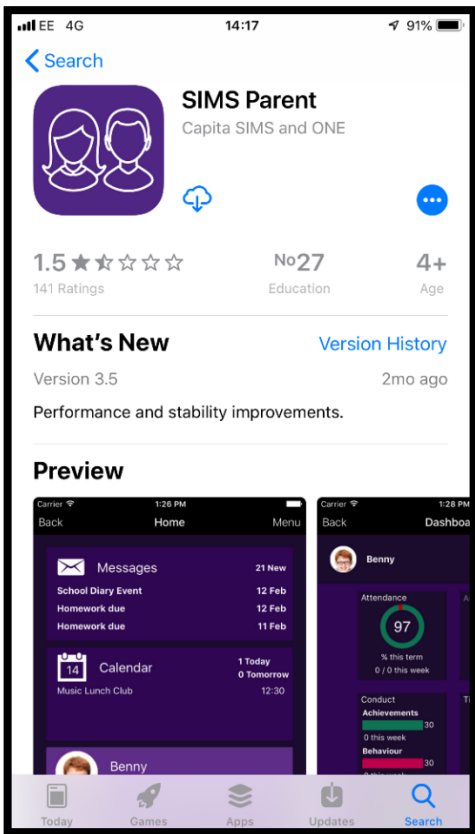 EE 4G 14:17 91%
Search
SIMS Parent
Capita SIMS and ONE
1.5 No27 4+
141 Ratings Education Age
What's New Version History
Version 3.5 2mo ago
Performance and stability improvements.
Preview
Carrier 1:26 PM
Back Home Menu
Messages 21 New
School Diary Event 12 Feb
Homework due 12 Feb
Homework due 11 Feb
14 Calendar 1 Today
0 Tomorrow
Music Lunch Club 12:30
Benny
Carrier 1:28 PM
Back Dashboa
Benny
Attendance
97
% this term
0 / 0 this week
Conduct
Achievements
30
0 this week
Behaviour
30
Today Games Apps Updates Search